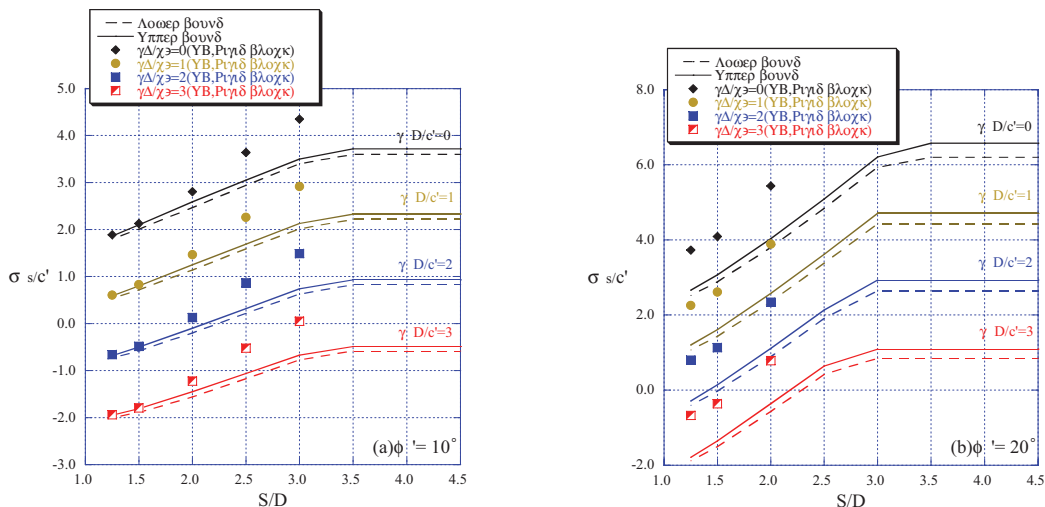 Λοωερ βουνδ
Υππερ βουνδ
γΔ/χ϶=0(ΥΒ,Ριγιδ βλοχκ)
γΔ/χ϶=1(ΥΒ,Ριγιδ βλοχκ)
γΔ/χ϶=2(ΥΒ,Ριγιδ βλοχκ)
γΔ/χ϶=3(ΥΒ,Ριγιδ βλοχκ)
5.0
4.0
3.0
2.0
1.0
0.0
-1.0
-2.0
-3.0
σ s/c'
γ D/c'=0
γ D/c'=1
γ D/c'=2
γ D/c'=3
(a)ϕ '= 10°
1.0 1.5 2.0 2.5 3.0 3.5 4.0 4.5
S/D
Λοωερ βουνδ
Υππερ βουνδ
γΔ/χ϶=0(ΥΒ,Ριγιδ βλοχκ)
γΔ/χ϶=1(ΥΒ,Ριγιδ βλοχκ)
γΔ/χ϶=2(ΥΒ,Ριγιδ βλοχκ)
γΔ/χ϶=3(ΥΒ,Ριγιδ βλοχκ)
8.0
6.0
4.0
2.0
0.0
-2.0
σ s/c'
γ D/c'=0
γ D/c'=1
γ D/c'=2
γ D/c'=3
(b)ϕ '= 20°
1.0 1.5 2.0 2.5 3.0 3.5 4.0 4.5
S/D